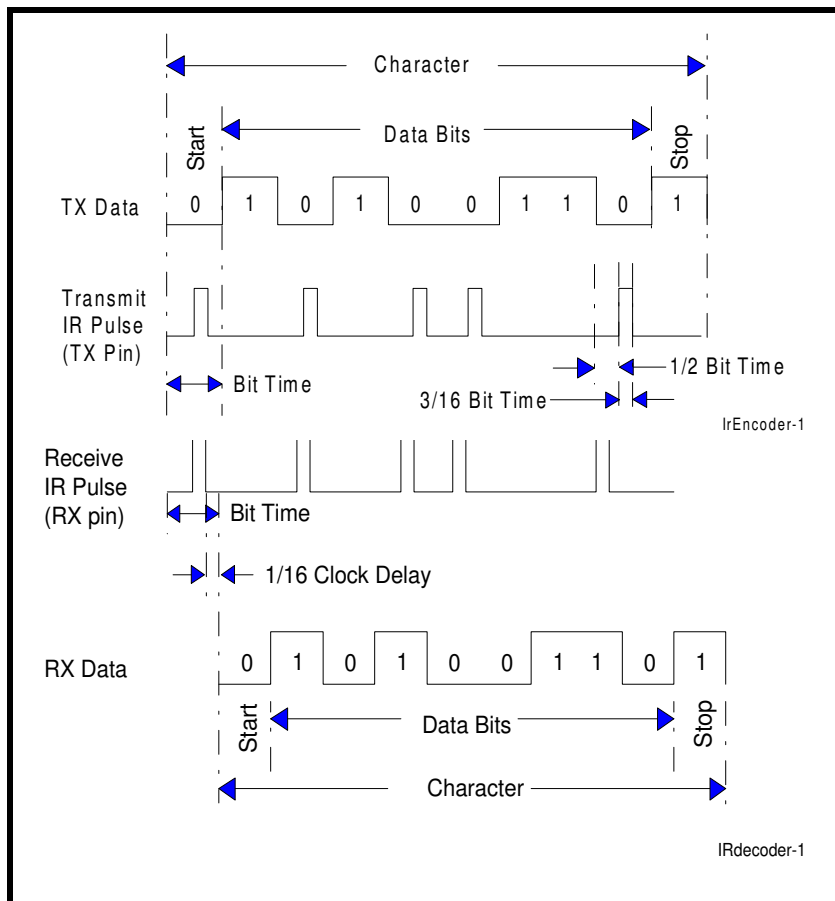 Character
Start
Data Bits
Stop
TX Data
0 1 0 1 0 0 1 1 0 1
Transmit
IR Pulse
(TX Pin)
Bit Time
1/2 Bit Time
3/16 Bit Time
IrEncoder-1
Receive
IR Pulse
(RX pin)
Bit Time
1/16 Clock Delay
RX Data
0 1 0 1 0 0 1 1 0 1
Start
Data Bits
Stop
Character
IRdecoder-1